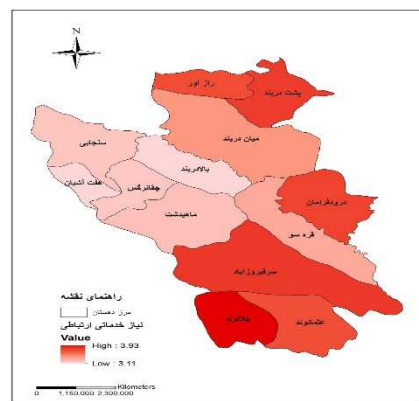 N
راز آور
پشت دربند
میان دربند
سنجابی
بالادربند
هفت آشیان
چقانرگس
ماهیدشت
درودفرامان
قره سو
سرفیروزآباد
جلالوند
عثمانوند
راهنمای نقشه
مرز دهستان
نیاز خدماتی ارتباطی
Value
High : 3.93
Low : 3.11
Kilometers
0 1,150,000 2,300,000